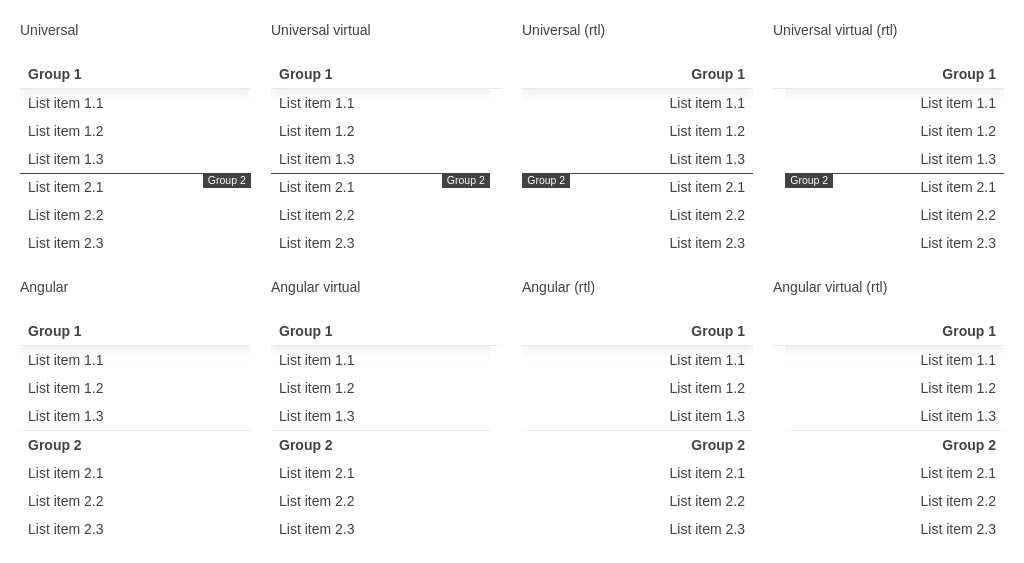 Universal
Group 1
List item 1.1
List item 1.2
List item 1.3
Group 2
List item 2.1
List item 2.2
List item 2.3
Universal virtual
Group 1
List item 1.1
List item 1.2
List item 1.3
Group 2
List item 2.1
List item 2.2
List item 2.3
Universal (rtl)
Group 1
List item 1.1
List item 1.2
List item 1.3
Group 2
List item 2.1
List item 2.2
List item 2.3
Universal virtual (rtl)
Group 1
List item 1.1
List item 1.2
List item 1.3
Group 2
List item 2.1
List item 2.2
List item 2.3
Angular
Group 1
List item 1.1
List item 1.2
List item 1.3
Group 2
List item 2.1
List item 2.2
List item 2.3
Angular virtual
Group 1
List item 1.1
List item 1.2
List item 1.3
Group 2
List item 2.1
List item 2.2
List item 2.3
Angular (rtl)
Group 1
List item 1.1
List item 1.2
List item 1.3
Group 2
List item 2.1
List item 2.2
List item 2.3
Angular virtual (rtl)
Group 1
List item 1.1
List item 1.2
List item 1.3
Group 2
List item 2.1
List item 2.2
List item 2.3